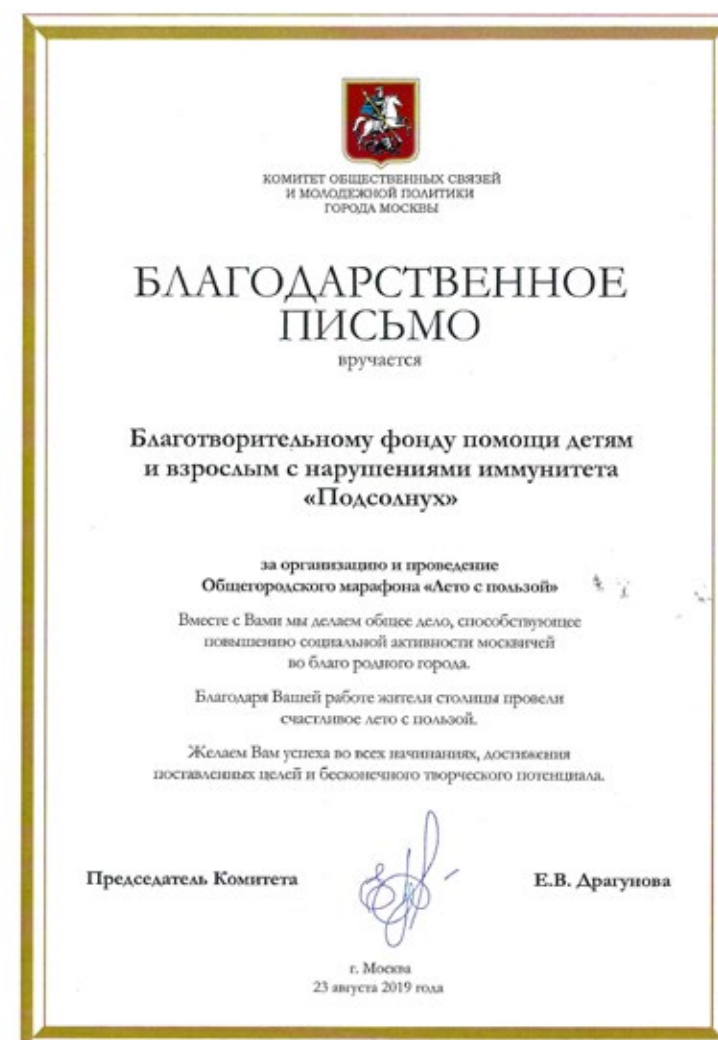 КОМИТЕТ ОБЩЕСТВЕННЫХ СВЯЗЕЙ
И МОЛОДЕЖНОЙ ПОЛИТИКИ
ГОРОДА МОСКВЫ
БЛАГОДАРСТВЕННОЕ
ПИСЬМО
вручается
Благотворительному фонду помощи детям
и взрослым с нарушениями иммунитета
«Подсолнух»
за организацию и проведение
Общегородского марафона «Лето с пользой»
Вместе с Вами мы делаем общее дело, способствующее
повышению социальной активности москвичей
во благо родного города.
Благодаря Вашей работе жители столицы провели
счастливое лето с пользой.
Желаем Вам успеха во всех начинаниях, достижения
поставленных целей и бесконечного творческого потенциала.
Председатель Комитета Е.В. Драгунова
г. Москва
23 августа 2019 года